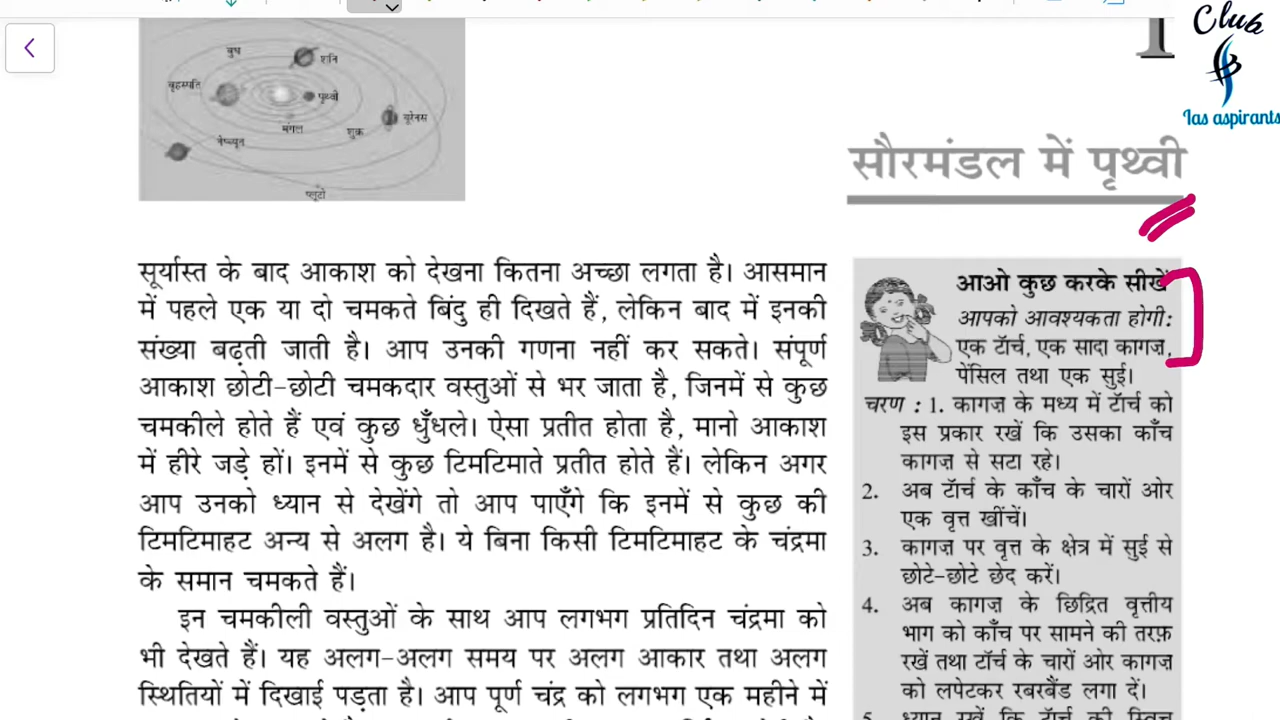 Club
Ias aspirants
1
बुध
शनि
बृहस्पति
पृथ्वी
मंगल
शुक्र
यूरेनस
नेप्च्यून
प्लूटो
सौरमंडल में पृथ्वी
सूर्यास्त के बाद आकाश को देखना कितना अच्छा लगता है। आसमान
में पहले एक या दो चमकते बिंदु ही दिखते हैं, लेकिन बाद में इनकी
संख्या बढ़ती जाती है। आप उनकी गणना नहीं कर सकते। संपूर्ण
आकाश छोटी-छोटी चमकदार वस्तुओं से भर जाता है, जिनमें से कुछ
चमकीले होते हैं एवं कुछ धुँधले। ऐसा प्रतीत होता है, मानो आकाश
में हीरे जड़े हों। इनमें से कुछ टिमटिमाते प्रतीत होते हैं। लेकिन अगर
आप उनको ध्यान से देखेंगे तो आप पाएँगे कि इनमें से कुछ की
टिमटिमाहट अन्य से अलग है। ये बिना किसी टिमटिमाहट के चंद्रमा
के समान चमकते हैं।
इन चमकीली वस्तुओं के साथ आप लगभग प्रतिदिन चंद्रमा को
भी देखते हैं। यह अलग-अलग समय पर अलग आकार तथा अलग
स्थितियों में दिखाई पड़ता है। आप पूर्ण चंद्र को लगभग एक महीने में
आओ कुछ करके सीखें
आपको आवश्यकता होगी:
एक टॉर्च, एक सादा कागज़,
पेंसिल तथा एक सुई।
चरण : 1. कागज़ के मध्य में टॉर्च को
इस प्रकार रखें कि उसका काँच
कागज़ से सटा रहे।
2. अब टॉर्च के काँच के चारों ओर
एक वृत्त खींचें।
3. कागज़ पर वृत्त के क्षेत्र में सुई से
छोटे-छोटे छेद करें।
4. अब कागज़ के छिद्रित वृत्तीय
भाग को काँच पर सामने की तरफ़
रखें तथा टॉर्च के चारों ओर कागज़
को लपेटकर रबरबैंड लगा दें।
5. ध्यान रखें कि टॉर्च की स्विच